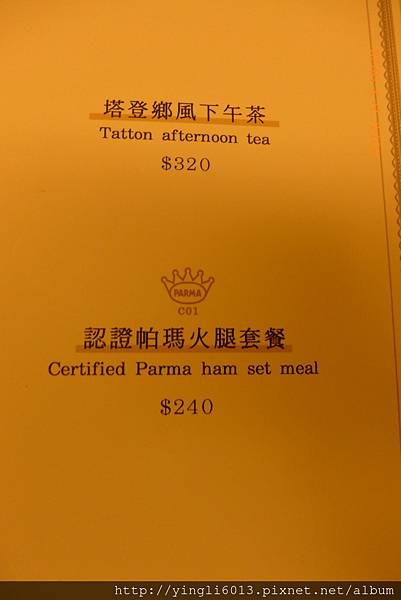 塔登鄉風下午茶
Tatton afternoon tea
$320
PARMA
C01
認證帕瑪火腿套餐
Certified Parma ham set meal
$240
http://yingli6013.pixnet.net/album